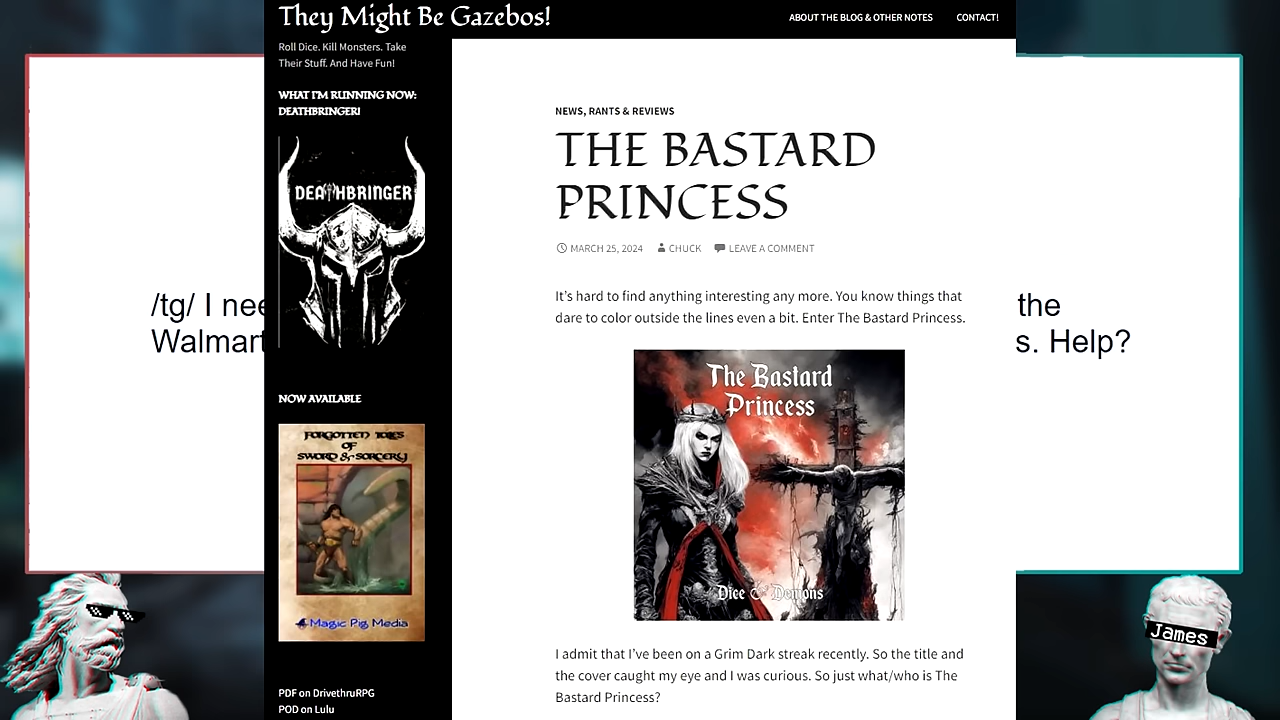 They Might Be Gazebos!
ABOUT THE BLOG & OTHER NOTES
CONTACT!
Roll Dice. Kill Monsters. Take
Their Stuff. And Have Fun!
WHAT I'M RUNNING NOW:
DEATHBRINGER!
DEATHBRINGER
NOW AVAILABLE
FORGOTTEN TALES
OF
SWORD & SORCERY
Magic Pig Media
PDF on DrivethruRPG
POD on Lulu
NEWS, RANTS & REVIEWS
THE BASTARD
PRINCESS
MARCH 25, 2024
CHUCK
LEAVE A COMMENT
It's hard to find anything interesting any more. You know things that
dare to color outside the lines even a bit. Enter The Bastard Princess.
The Bastard
Princess
Dice & Demons
I admit that I've been on a Grim Dark streak recently. So the title and
the cover caught my eye and I was curious. So just what/who is The
Bastard Princess?
/tg/ I nee
Walmart
the
s. Help?
James